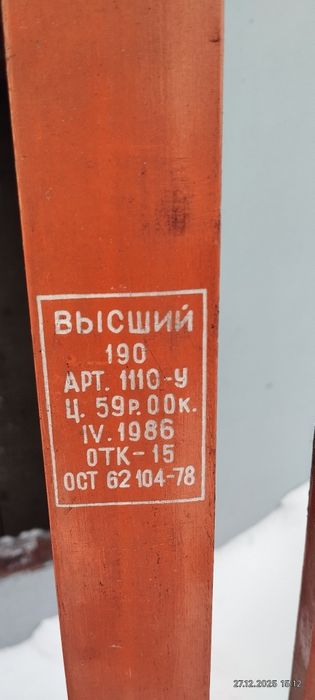 ВЫСШИЙ
190
АРТ. 1110-У
Ц. 59р. 00к.
IV. 1986
ОТК-15
ОСТ 62 104-78
27.12.2025 15:12